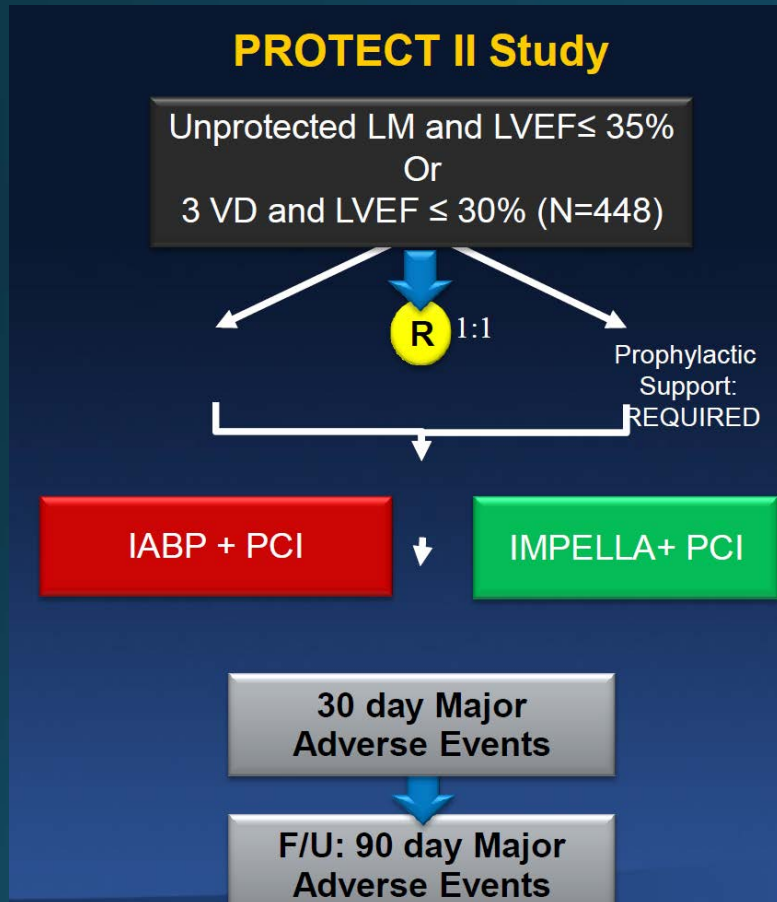 PROTECT II Study
Unprotected LM and LVEF≤ 35%
Or
3 VD and LVEF ≤ 30% (N=448)
R
1:1
Prophylactic
Support:
REQUIRED
IABP + PCI
IMPELLA+ PCI
30 day Major
Adverse Events
F/U: 90 day Major
Adverse Events